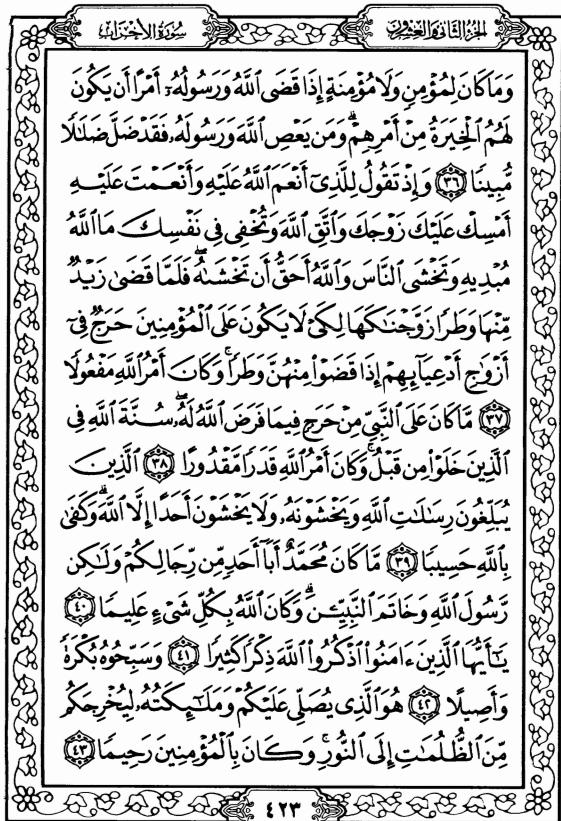 سُورَةُ الْأَحْزَابِ
الجُزْءُ الثَّانِي وَالعِشْرُونَ
وَمَا كَانَ لِمُؤْمِنٍ وَلَا مُؤْمِنَةٍ إِذَا قَضَى ٱللَّهُ وَرَسُولُهُۥٓ أَمْرًا أَن يَكُونَ
لَهُمُ ٱلْخِيَرَةُ مِنْ أَمْرِهِمْ ۗ وَمَن يَعْصِ ٱللَّهَ وَرَسُولَهُۥ فَقَدْ ضَلَّ ضَلَٰلًا
مُّبِينًا ٣٦ وَإِذْ تَقُولُ لِلَّذِىٓ أَنْعَمَ ٱللَّهُ عَلَيْهِ وَأَنْعَمْتَ عَلَيْهِ
أَمْسِكْ عَلَيْكَ زَوْجَكَ وَٱتَّقِ ٱللَّهَ وَتُخْفِى فِى نَفْسِكَ مَا ٱللَّهُ
مُبْدِيهِ وَتَخْشَى ٱلنَّاسَ وَٱللَّهُ أَحَقُّ أَن تَخْشَىٰهُ ۖ فَلَمَّا قَضَىٰ زَيْدٌ
مِّنْهَا وَطَرًا زَوَّجْنَٰكَهَا لِكَىْ لَا يَكُونَ عَلَى ٱلْمُؤْمِنِينَ حَرَجٌ فِىٓ
أَزْوَٰجِ أَدْعِيَآئِهِمْ إِذَا قَضَوْا۟ مِنْهُنَّ وَطَرًا ۚ وَكَانَ أَمْرُ ٱللَّهِ مَفْعُولًا
٣٧ مَّا كَانَ عَلَى ٱلنَّبِىِّ مِنْ حَرَجٍ فِيمَا فَرَضَ ٱللَّهُ لَهُۥ ۖ سُنَّةَ ٱللَّهِ فِى
ٱلَّذِينَ خَلَوْا۟ مِن قَبْلُ ۚ وَكَانَ أَمْرُ ٱللَّهِ قَدَرًا مَّقْدُورًا ٣٨ ٱلَّذِينَ
يُبَلِّغُونَ رِسَٰلَٰتِ ٱللَّهِ وَيَخْشَوْنَهُۥ وَلَا يَخْشَوْنَ أَحَدًا إِلَّا ٱللَّهَ ۗ وَكَفَىٰ
بِٱللَّهِ حَسِيبًا ٣٩ مَّا كَانَ مُحَمَّدٌ أَبَآ أَحَدٍ مِّن رِّجَالِكُمْ وَلَٰكِن
رَّسُولَ ٱللَّهِ وَخَاتَمَ ٱلنَّبِيِّۦنَ ۗ وَكَانَ ٱللَّهُ بِكُلِّ شَىْءٍ عَلِيمًا ٤٠
يَٰٓأَيُّهَا ٱلَّذِينَ ءَامَنُوا۟ ٱذْكُرُوا۟ ٱللَّهَ ذِكْرًا كَثِيرًا ٤١ وَسَبِّحُوهُ بُكْرَةً
وَأَصِيلًا ٤٢ هُوَ ٱلَّذِى يُصَلِّى عَلَيْكُمْ وَمَلَٰٓئِكَتُهُۥ لِيُخْرِجَكُم
مِّنَ ٱلظُّلُمَٰتِ إِلَى ٱلنُّورِ ۚ وَكَانَ بِٱلْمُؤْمِنِينَ رَحِيمًا ٤٣
٤٢٣